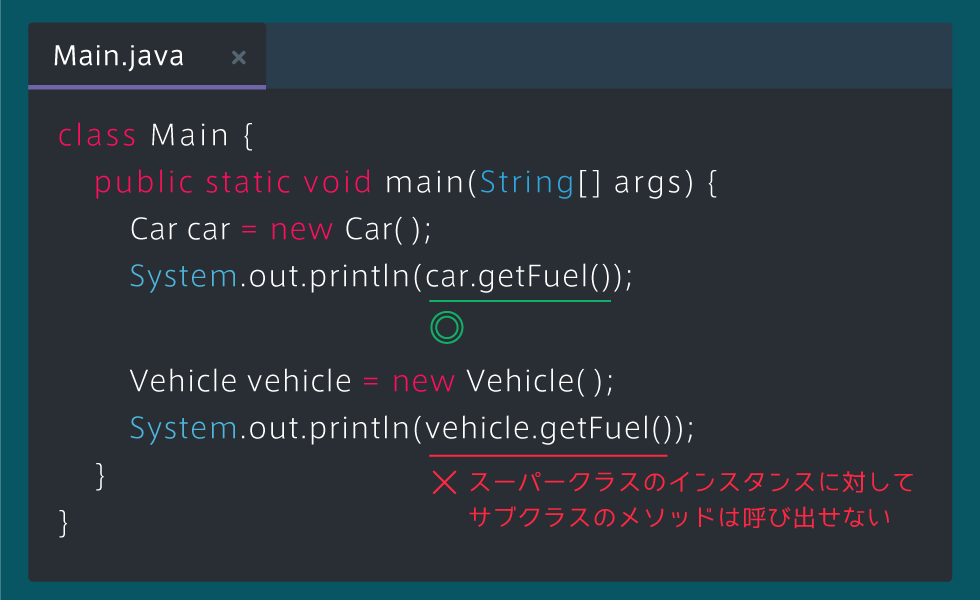 Main.java ×
class Main {
public static void main(String[] args) {
Car car = new Car( );
System.out.println(car.getFuel());
◎
Vehicle vehicle = new Vehicle( );
System.out.println(vehicle.getFuel());
}
× スーパークラスのインスタンスに対して
サブクラスのメソッドは呼び出せない
}